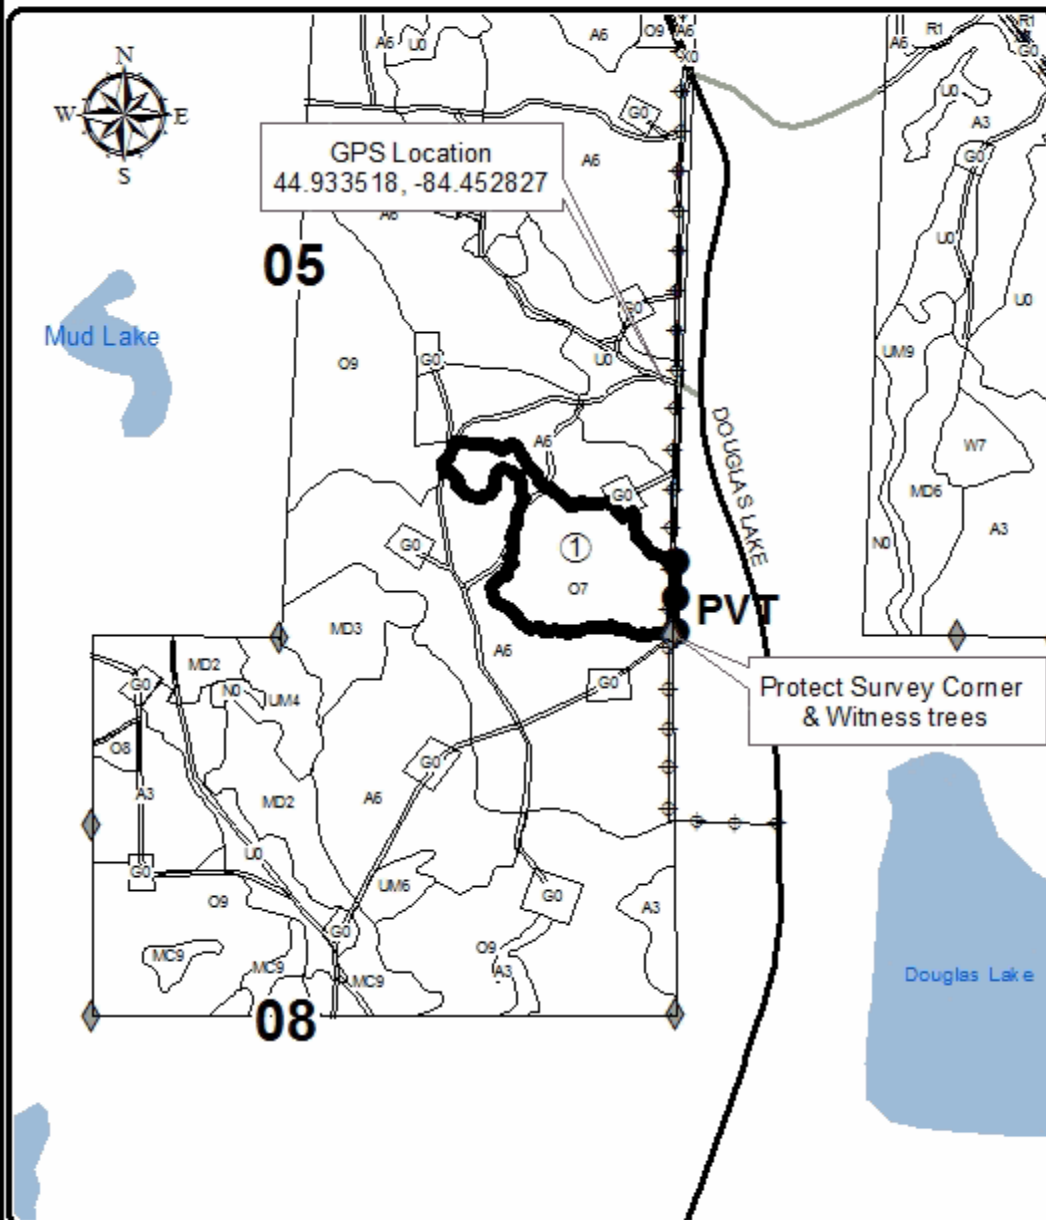 A6
U0
A6
O9
A6
X0
A6
R1
R1
G0
N
W
E
S
G0
U0
A3
GPS Location
44.933518, -84.452827
A6
G0
A6
05
U0
U0
Mud Lake
G0
O9
G0
U0
UM9
DOUGLAS LAKE
A6
W7
MD6
G0
A3
G0
1
N0
O7
PVT
MD3
A6
MD2
G0
N0
UM4
G0
Protect Survey Corner
& Witness trees
O8
G0
A3
MD2
A6
U0
G0
UM6
G0
O9
A3
G0
MC9
O9
MC9
A3
MC9
Douglas Lake
08